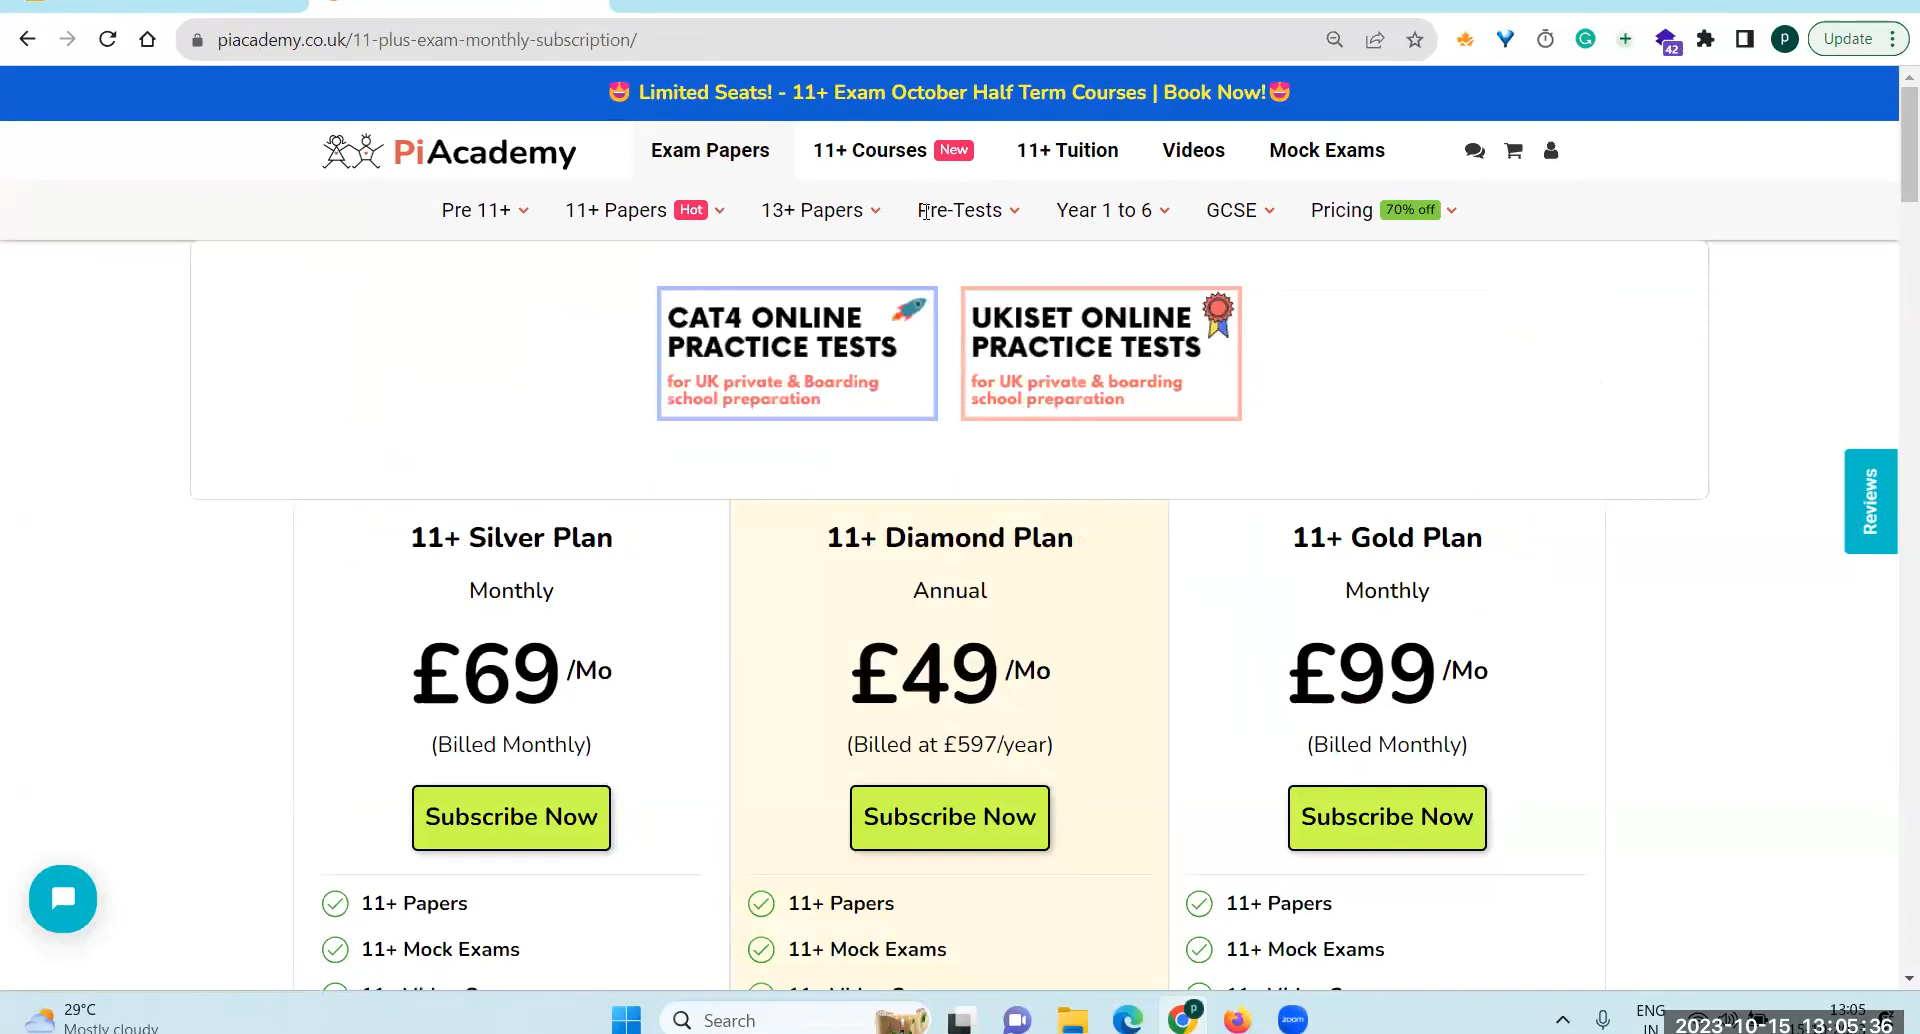 piacademy.co.uk/11-plus-exam-monthly-subscription/
42
p
Update
Limited Seats! - 11+ Exam October Half Term Courses | Book Now!
PiAcademy
Exam Papers
11+ Courses New
11+ Tuition
Videos
Mock Exams
Pre 11+
11+ Papers Hot
13+ Papers
Pre-Tests
Year 1 to 6
GCSE
Pricing 70% off
CAT4 ONLINE
PRACTICE TESTS
for UK private & Boarding
school preparation
UKISET ONLINE
PRACTICE TESTS
for UK private & boarding
school preparation
Reviews
11+ Silver Plan
Monthly
£69 /Mo
(Billed Monthly)
Subscribe Now
11+ Papers
11+ Mock Exams
11+ Diamond Plan
Annual
£49 /Mo
(Billed at £597/year)
Subscribe Now
11+ Papers
11+ Mock Exams
11+ Gold Plan
Monthly
£99 /Mo
(Billed Monthly)
Subscribe Now
11+ Papers
11+ Mock Exams
29°C
Mostly cloudy
Search
P
zoom
ENG
IN
13:05
2023-10-15 13:05:36